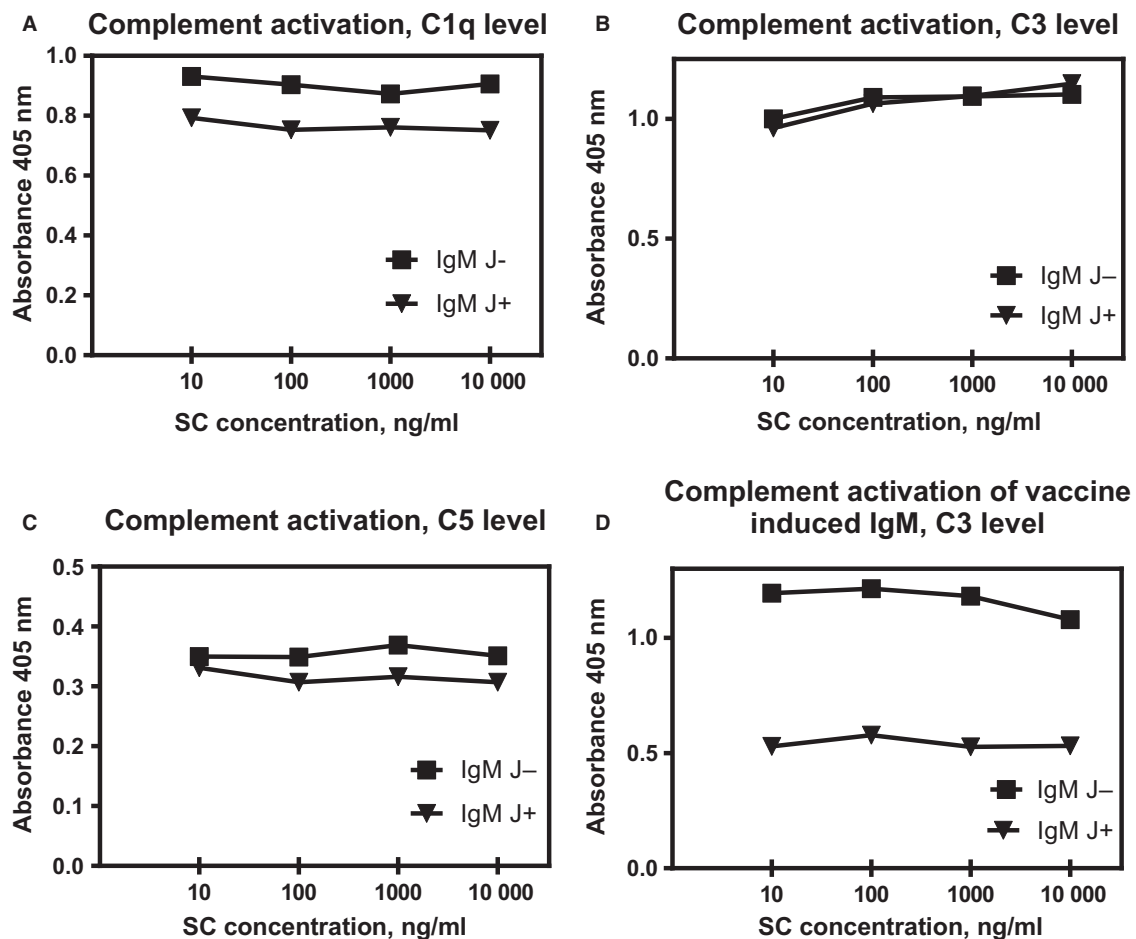 A Complement activation, C1q level
Absorbance 405 nm
1.0
0.8
0.6
0.4
0.2
0.0
IgM J-
IgM J+
10 100 1000 10 000
SC concentration, ng/ml
B Complement activation, C3 level
Absorbance 405 nm
1.0
0.5
0.0
IgM J–
IgM J+
10 100 1000 10 000
SC concentration, ng/ml
C Complement activation, C5 level
Absorbance 405 nm
0.5
0.4
0.3
0.2
0.1
0.0
IgM J–
IgM J+
10 100 1000 10 000
SC concentration, ng/ml
D Complement activation of vaccine
induced IgM, C3 level
Absorbance 405 nm
1.0
0.5
0.0
IgM J–
IgM J+
10 100 1000 10 000
SC concentration, ng/ml